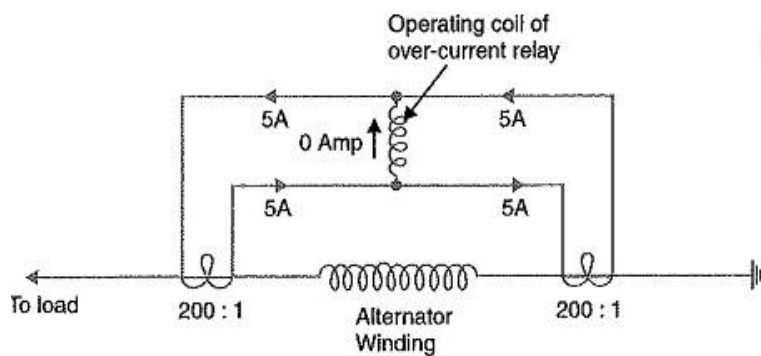 Operating coil of
over-current relay
5A
5A
0 Amp
5A
5A
To load
200 : 1
Alternator
Winding
200 : 1